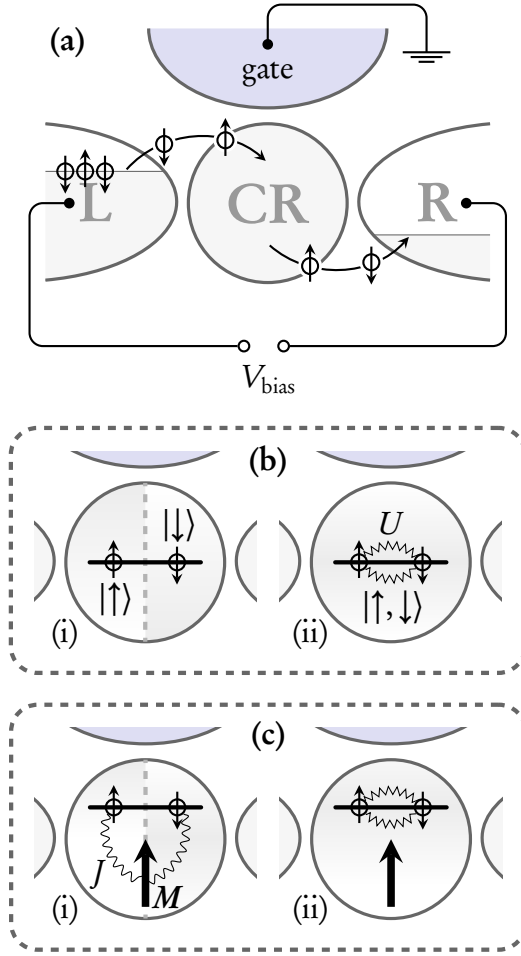 (a)
gate
L
CR
R
V_bias
(b)
|↓⟩
U
|↑⟩
|↑,↓⟩
(i)
(ii)
(c)
J
M
(i)
(ii)